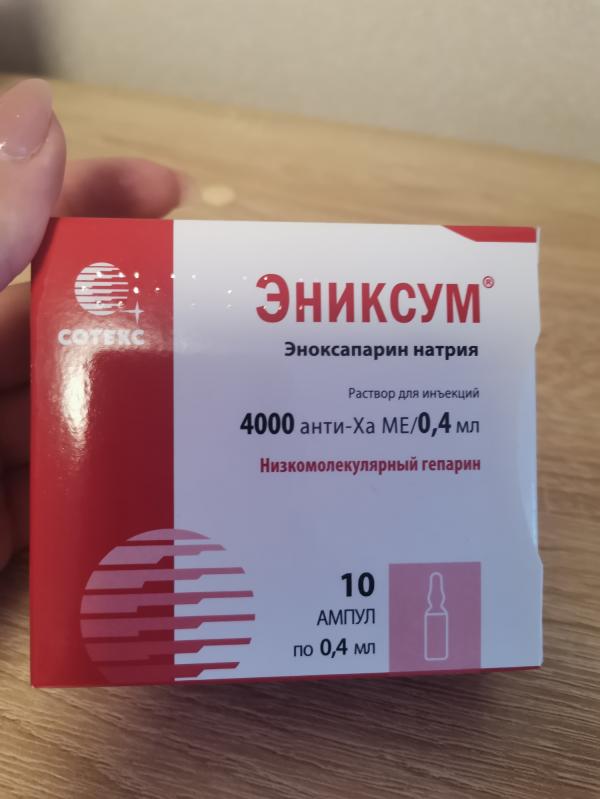 СОТЕКС
ЭНИКСУМ®
Эноксапарин натрия
Раствор для инъекций
4000 анти-Ха МЕ/0,4 мл
Низкомолекулярный гепарин
10
АМПУЛ
по 0,4 мл